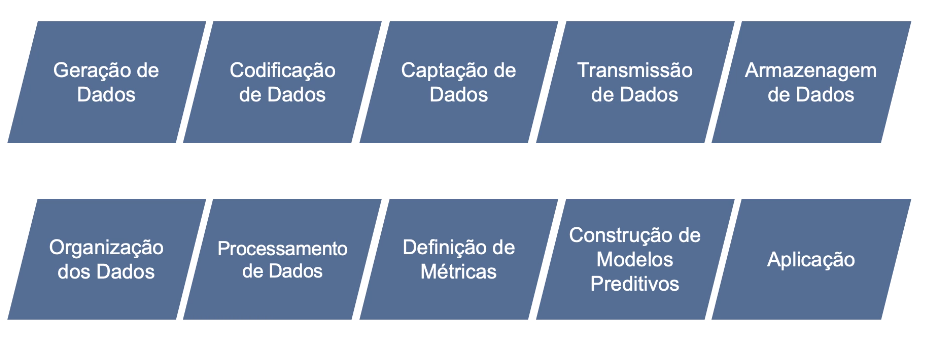 Geração de
Dados
Codificação
de Dados
Captação de
Dados
Transmissão
de Dados
Armazenagem
de Dados
Organização
dos Dados
Processamento
de Dados
Definição de
Métricas
Construção de
Modelos
Preditivos
Aplicação